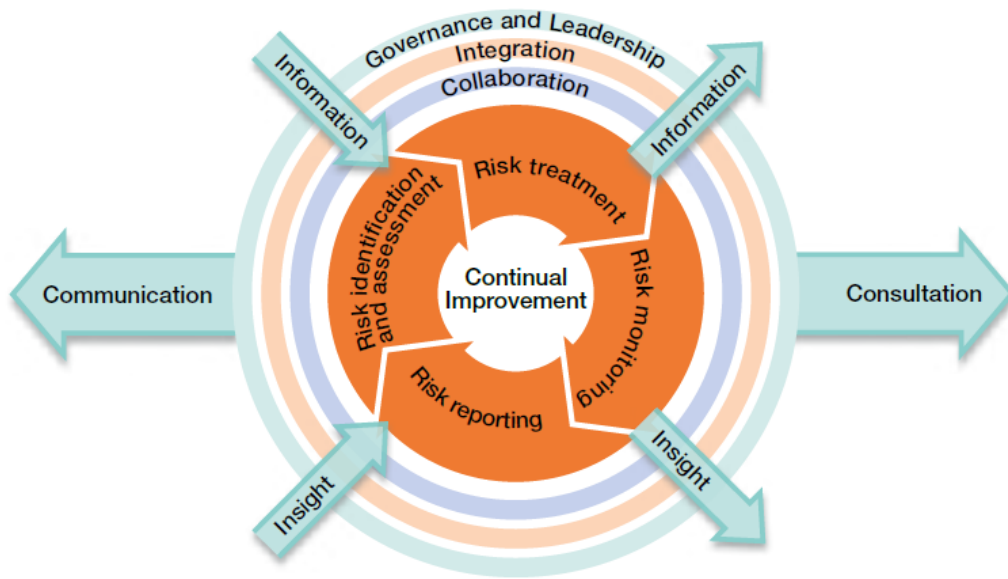 Governance and Leadership
Integration
Collaboration
Information
Information
Risk treatment
Risk identification
and assessment
Continual
Improvement
Communication
Consultation
Risk monitoring
Risk reporting
Insight
Insight